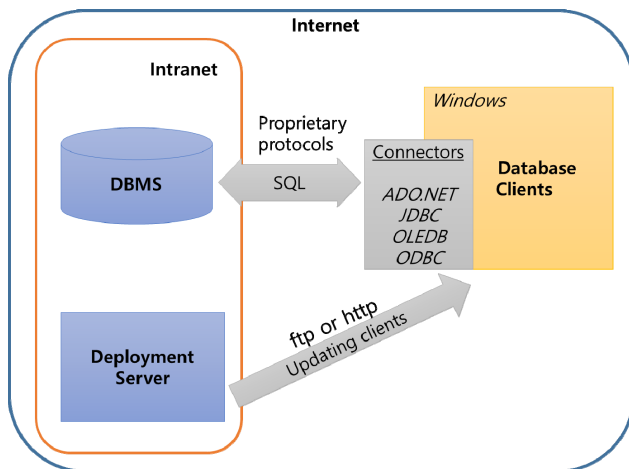 Internet
Intranet
Windows
Proprietary
protocols
Connectors
DBMS
SQL
Database
Clients
ADO.NET
JDBC
OLEDB
ODBC
ftp or http
Updating clients
Deployment
Server